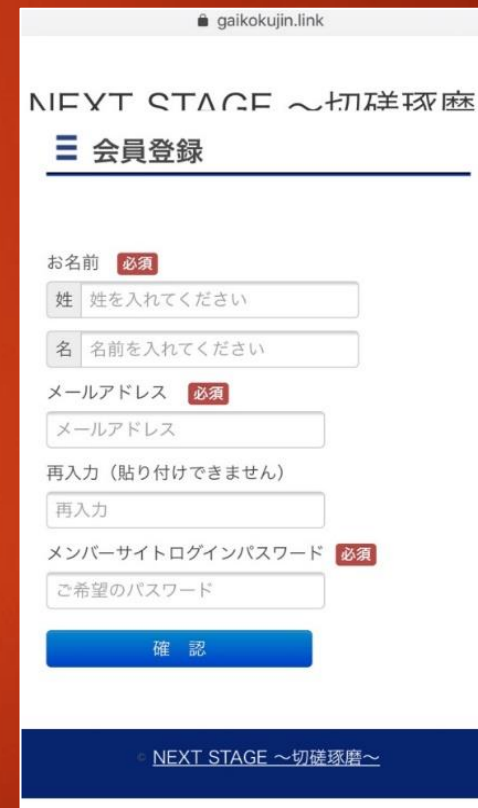 gaikokujin.link
NEXT STAGE ～切磋琢磨
会員登録
お名前 必須
姓 姓を入れてください
名 名前を入れてください
メールアドレス 必須
メールアドレス
再入力（貼り付けできません）
再入力
メンバーサイトログインパスワード 必須
ご希望のパスワード
確 認
© NEXT STAGE ～切磋琢磨～